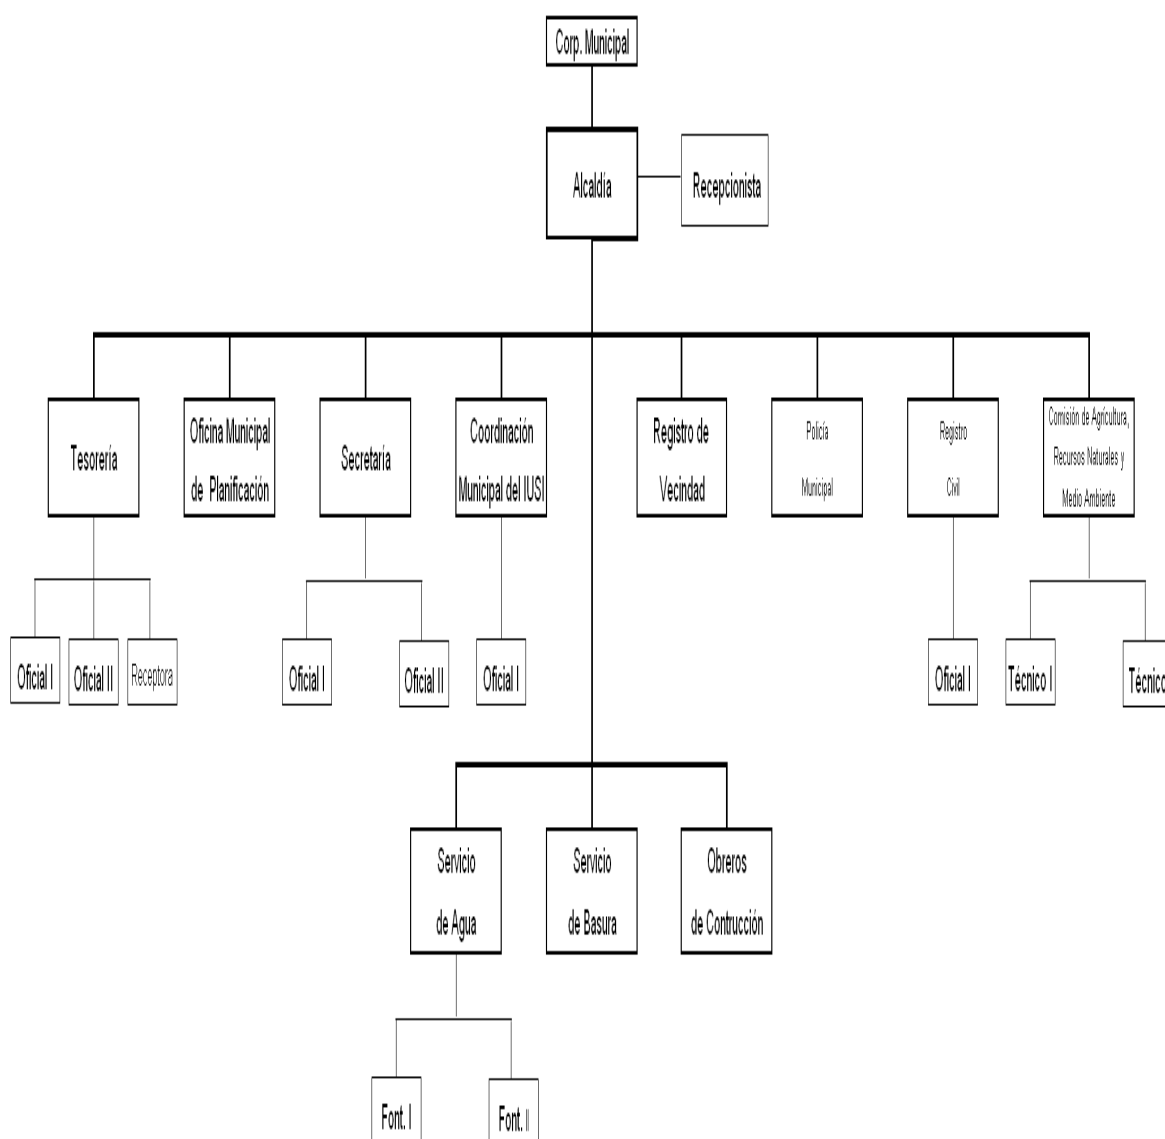 Corp. Municipal
Alcaldía
Recepcionista
Tesorería
Oficina Municipal
de Planificación
Secretaría
Coordinación
Municipal del IUSI
Registro de
Vecindad
Policía
Municipal
Registro
Civil
Comisión de Agricultura,
Recursos Naturales y
Medio Ambiente
Oficial I
Oficial II
Receptora
Oficial I
Oficial II
Oficial I
Oficial I
Técnico I
Técnico
Servicio
de Agua
Servicio
de Basura
Obreros
de Contrucción
Font. I
Font. II